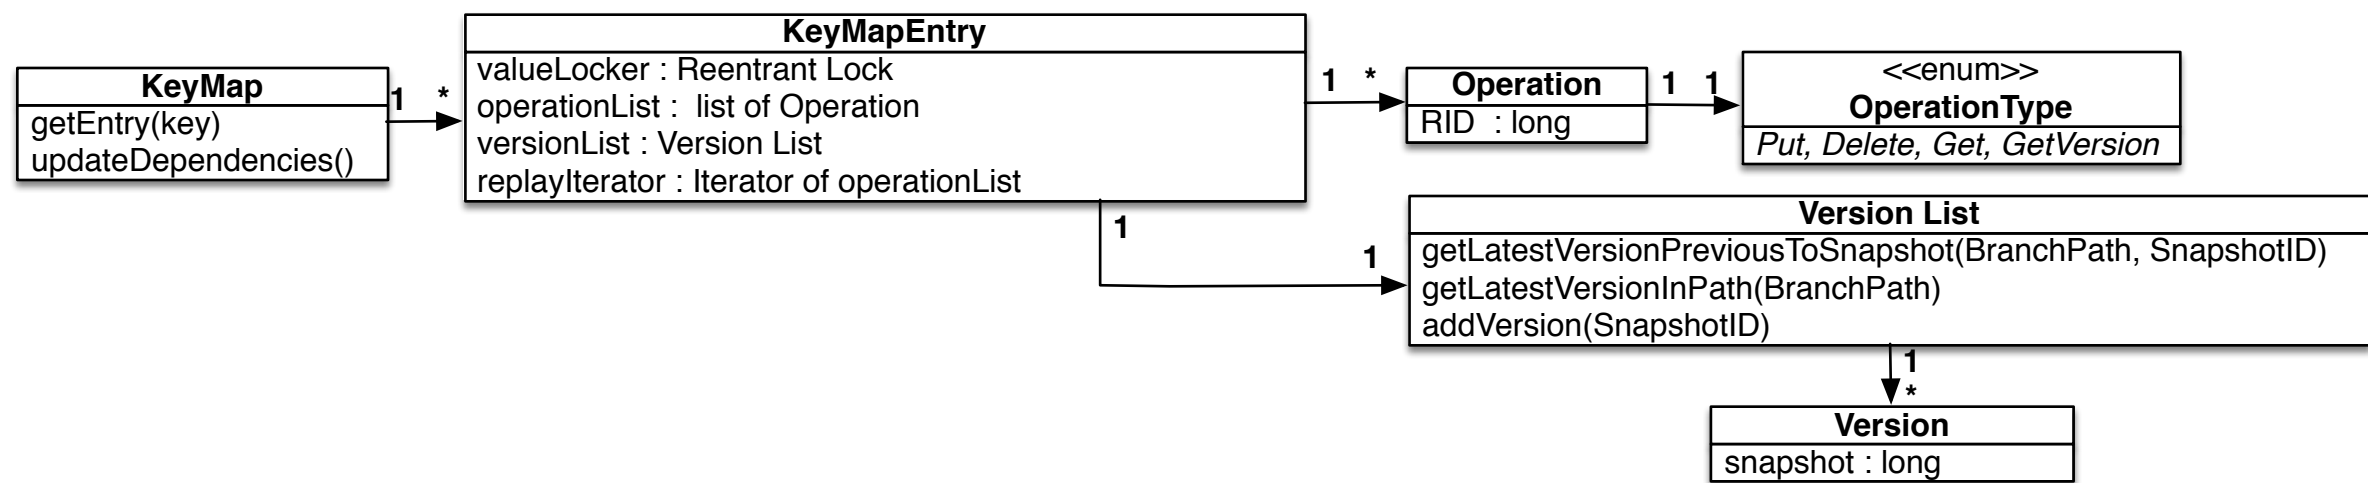 KeyMap
getEntry(key)
updateDependencies()
1 *
KeyMapEntry
valueLocker : Reentrant Lock
operationList : list of Operation
versionList : Version List
replayIterator : Iterator of operationList
1 *
Operation
RID : long
1 1
<<enum>>
OperationType
Put, Delete, Get, GetVersion
1
1
Version List
getLatestVersionPreviousToSnapshot(BranchPath, SnapshotID)
getLatestVersionInPath(BranchPath)
addVersion(SnapshotID)
1
*
Version
snapshot : long